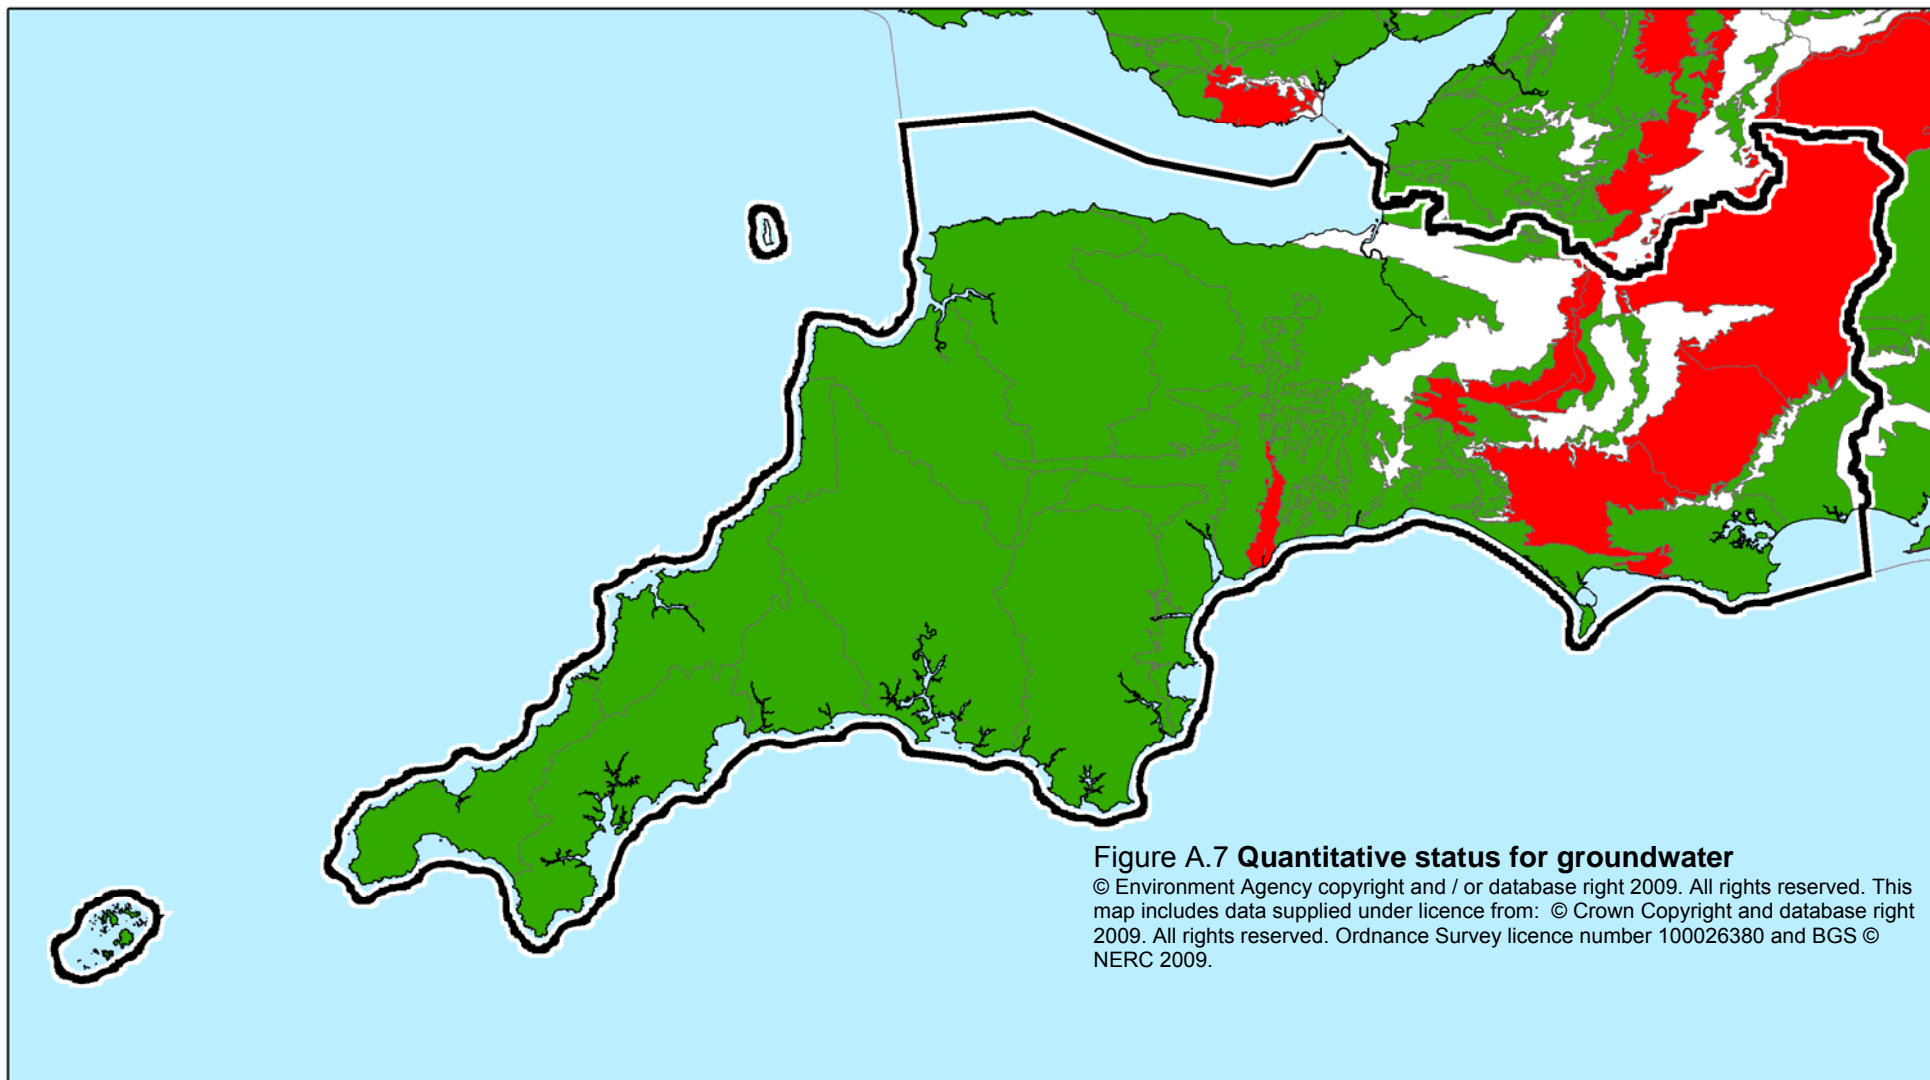 Figure A.7 Quantitative status for groundwater
© Environment Agency copyright and / or database right 2009. All rights reserved. This
map includes data supplied under licence from:  © Crown Copyright and database right
2009. All rights reserved. Ordnance Survey licence number 100026380 and BGS ©
NERC 2009.